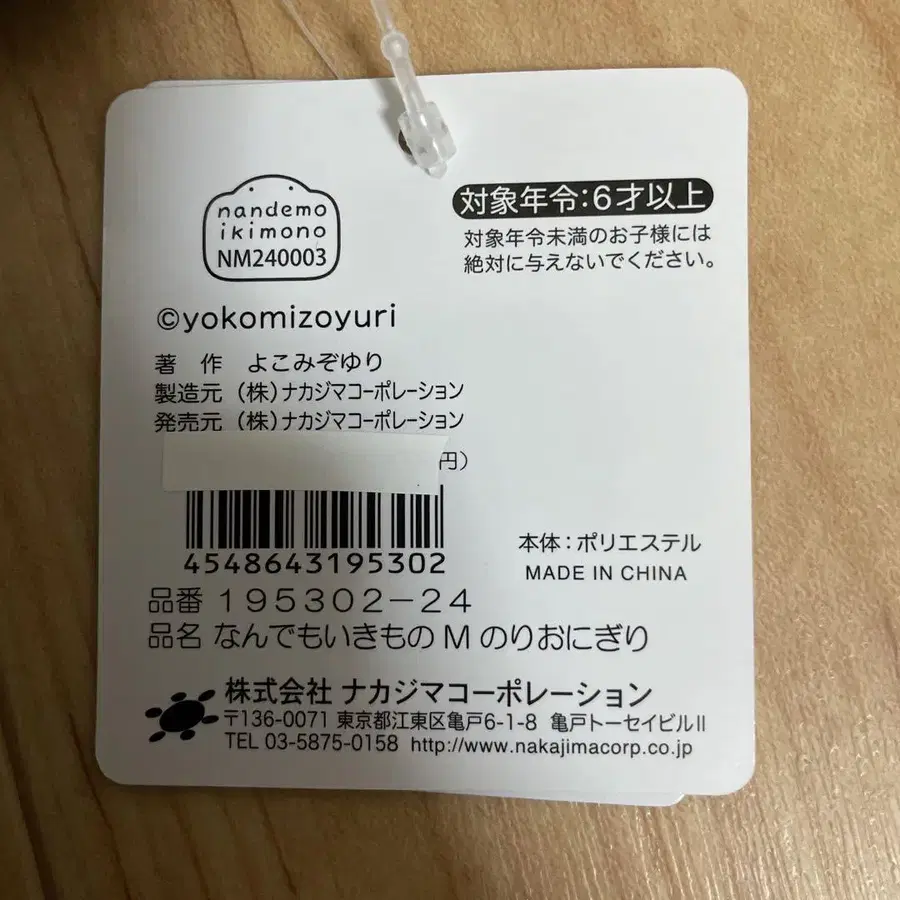 nandemo
ikimono
NM240003
対象年令:6才以上
対象年令未満のお子様には
絶対に与えないでください。
©yokomizoyuri
著 作 よこみぞゆり
製造元 (株)ナカジマコーポレーション
発売元 (株)ナカジマコーポレーション
円)
4548643195302
本体:ポリエステル
MADE IN CHINA
品番 195302-24
品名 なんでもいきもの M のりおにぎり
株式会社 ナカジマコーポレーション
〒136-0071 東京都江東区亀戸6-1-8 亀戸トーセイビルⅡ
TEL 03-5875-0158 http://www.nakajimacorp.co.jp